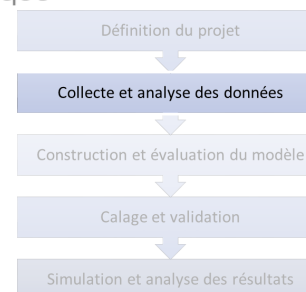 Définition du projet
Collecte et analyse des données
Construction et évaluation du modèle
Calage et validation
Simulation et analyse des résultats